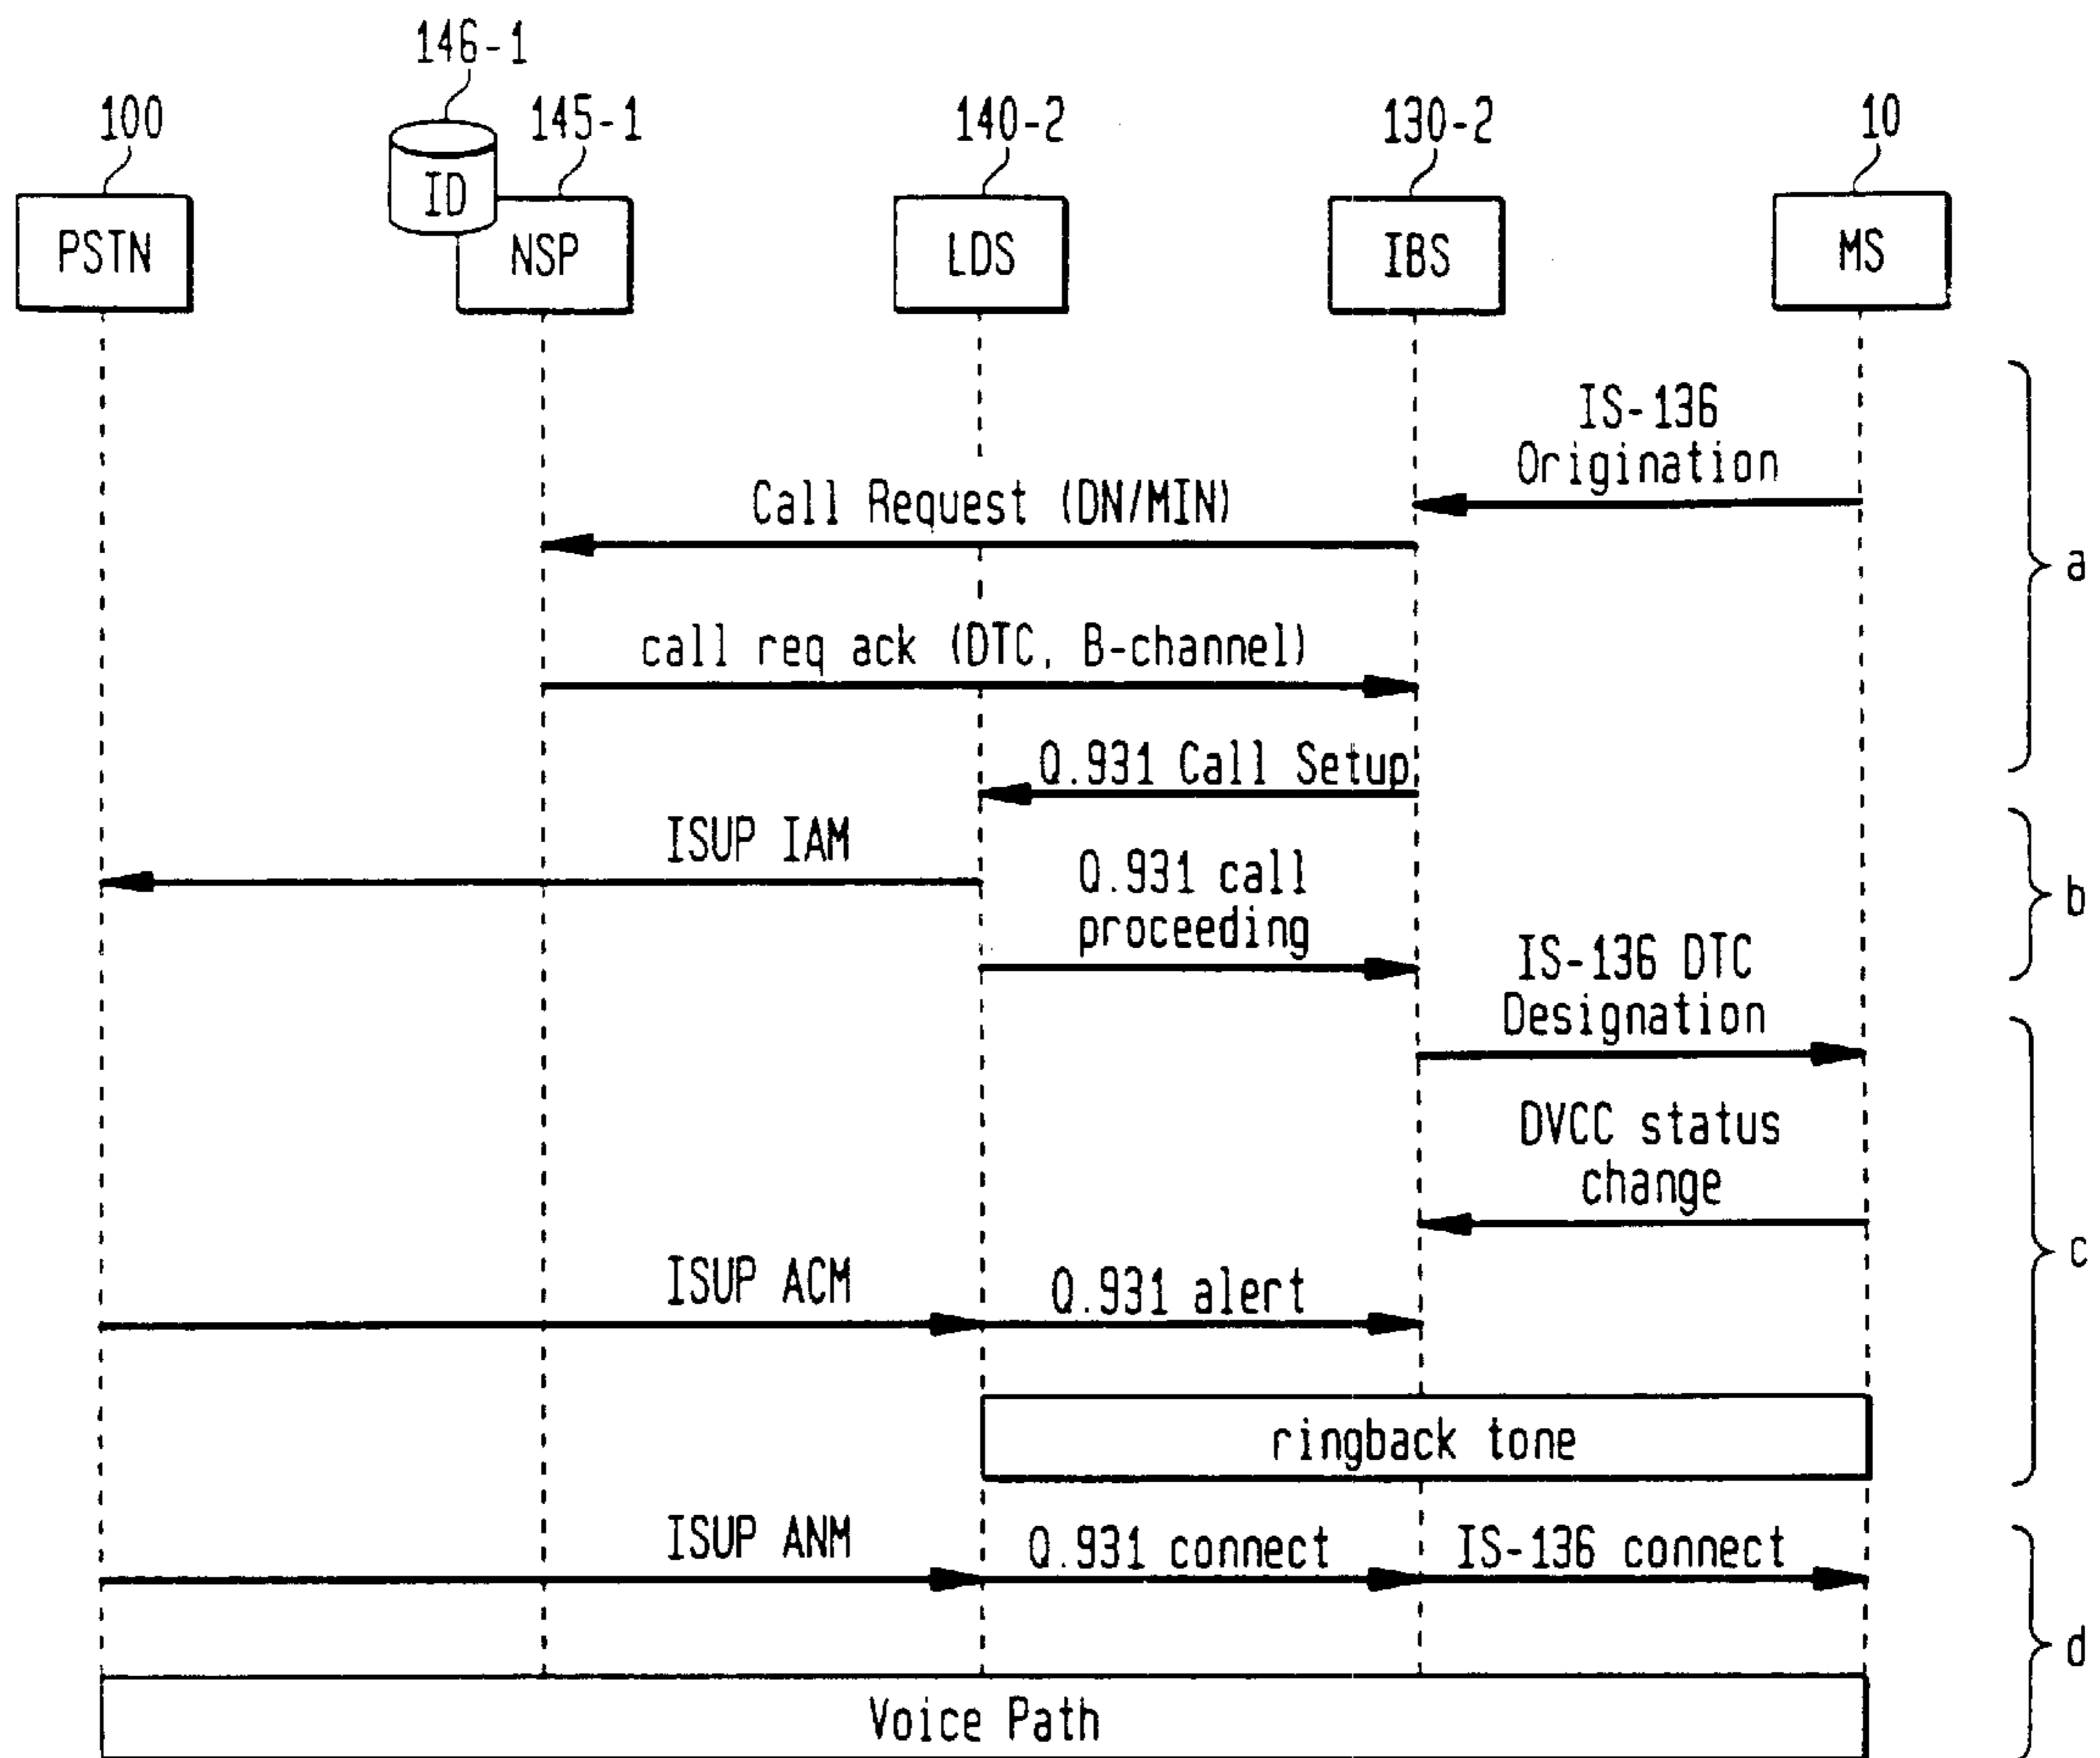 146-1
100
145-1
140-2
130-2
10
ID
PSTN
NSP
LDS
IBS
MS
IS-136
Origination
Call Request (DN/MIN)
a
call req ack (DTC, B-channel)
Q.931 Call Setup
ISUP IAM
Q.931 call
proceeding
b
IS-136 DTC
Designation
DVCC status
change
c
ISUP ACM
Q.931 alert
ringback tone
ISUP ANM
Q.931 connect
IS-136 connect
d
Voice Path